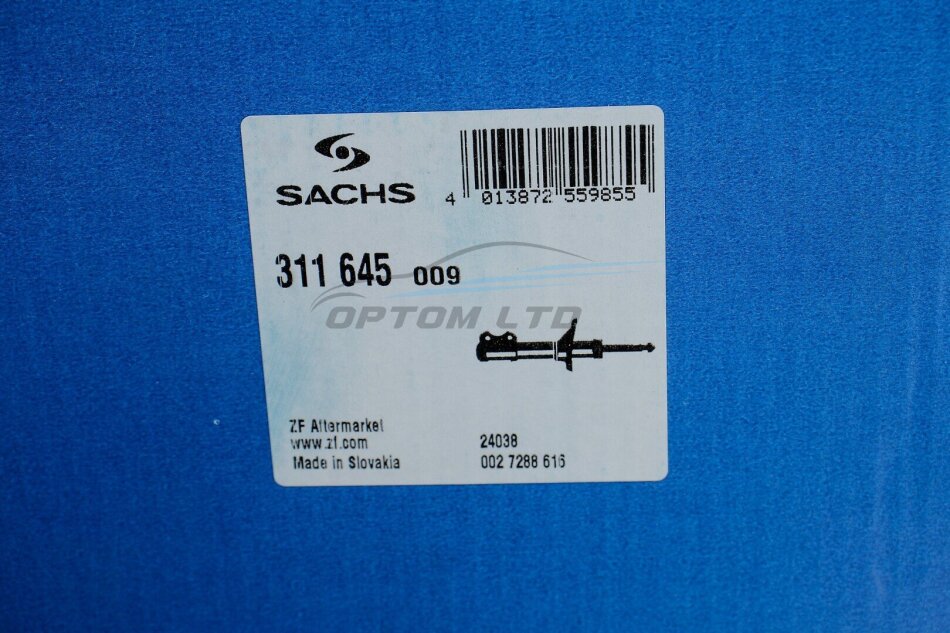 SACHS
4 013872 559855
311 645 009
OPTOM LTD
ZF Aftermarket
www.zf.com
Made in Slovakia
24038
002 7288 616